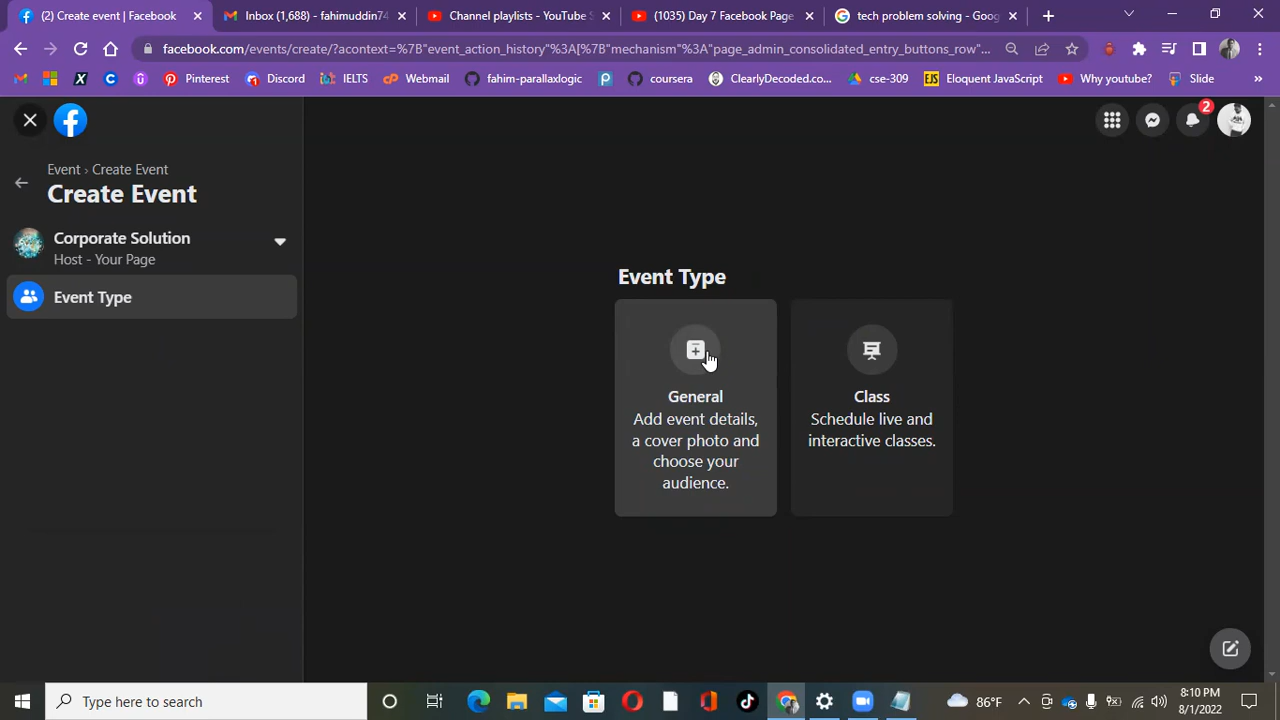 (2) Create event | Facebook
Inbox (1,688) - fahimuddin74
Channel playlists - YouTube S
(1035) Day 7 Facebook Page
tech problem solving - Goog
facebook.com/events/create/?acontext=%7B"event_action_history"%3A[%7B"mechanism"%3A"page_admin_consolidated_entry_buttons_row"...
Pinterest
Discord
IELTS
Webmail
fahim-parallaxlogic
coursera
ClearlyDecoded.co...
cse-309
EJS
Eloquent JavaScript
Why youtube?
Slide
»
2
Event › Create Event
Create Event
Corporate Solution
Host - Your Page
Event Type
Event Type
General
Add event details,
a cover photo and
choose your
audience.
Class
Schedule live and
interactive classes.
Type here to search
86°F
8:10 PM
8/1/2022